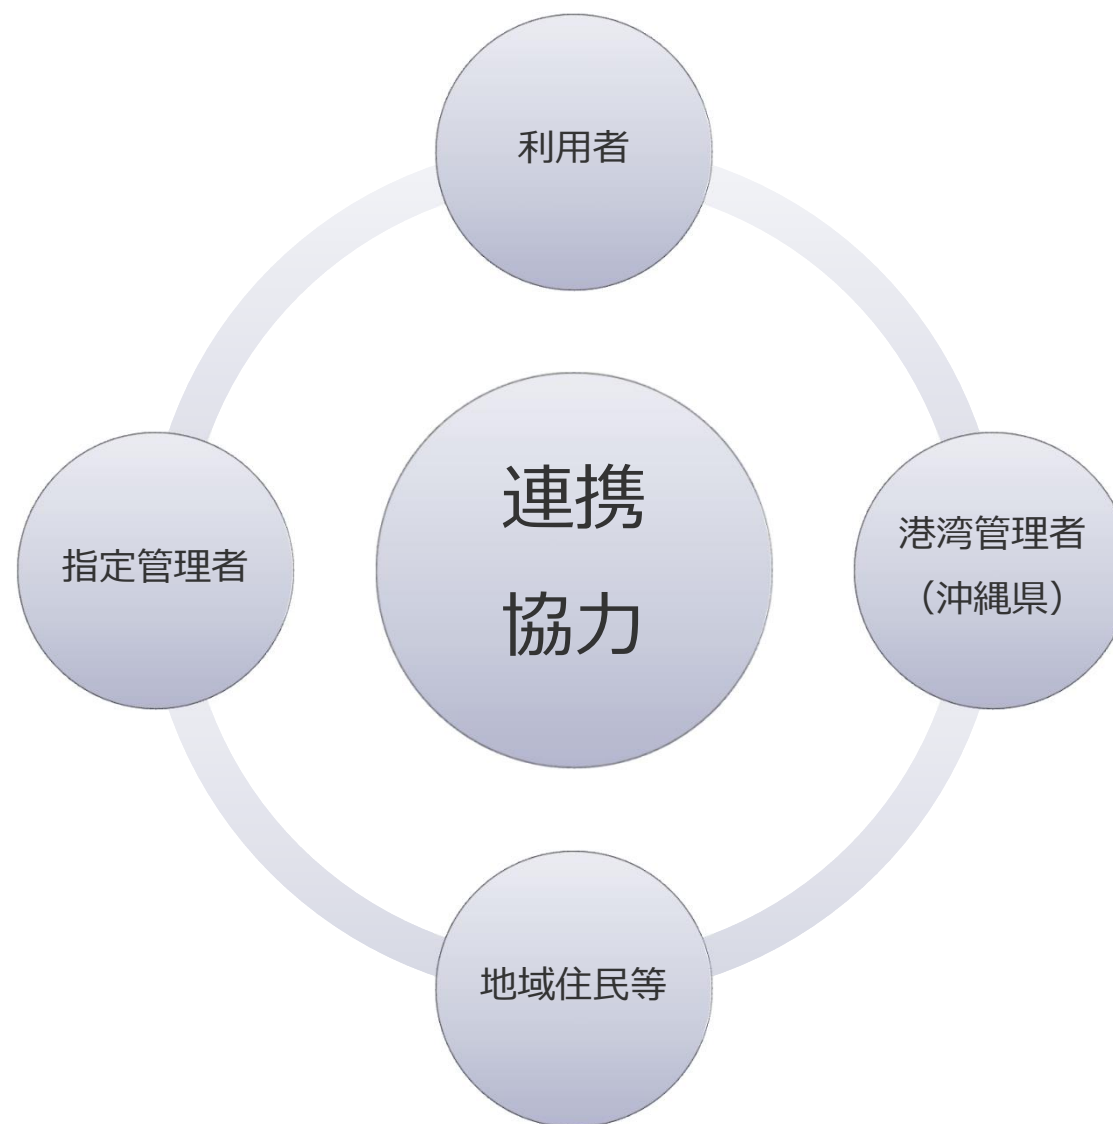 利用者
連携
協力
指定管理者
港湾管理者
（沖縄県）
地域住民等